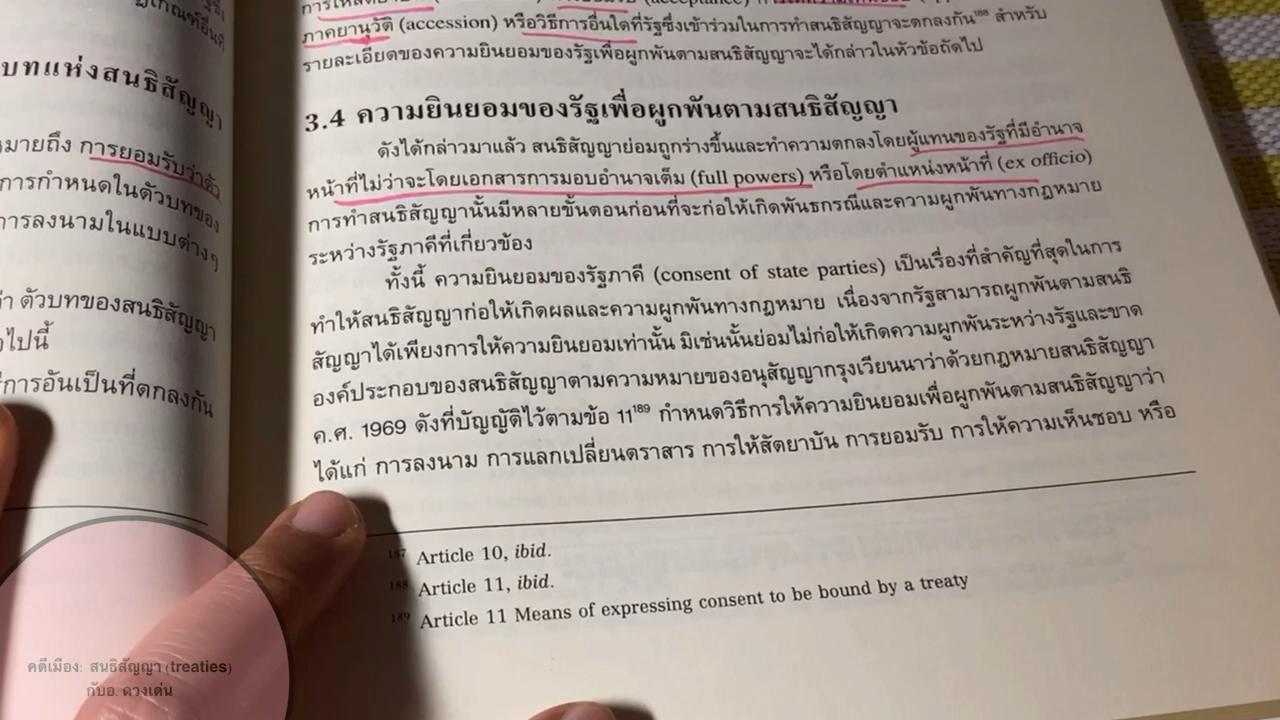 บทแห่งสนธิสัญญา
หมายถึง การยอมรับว่าตัว
การกำหนดในตัวบทของ
การลงนามในแบบต่างๆ
ตัวบทของสนธิสัญญา
ไปนี้
การอันเป็นที่ตกลงกัน
ภาคยานุวัติ (accession) หรือวิธีการอื่นใดที่รัฐซึ่งเข้าร่วมในการทำสนธิสัญญาจะตกลงกัน¹⁸⁸ สำหรับ
รายละเอียดของความยินยอมของรัฐเพื่อผูกพันตามสนธิสัญญาจะได้กล่าวในหัวข้อถัดไป
3.4 ความยินยอมของรัฐเพื่อผูกพันตามสนธิสัญญา
ดังได้กล่าวมาแล้ว สนธิสัญญาย่อมถูกร่างขึ้นและทำความตกลงโดยผู้แทนของรัฐที่มีอำนาจ
หน้าที่ไม่ว่าจะโดยเอกสารการมอบอำนาจเต็ม (full powers) หรือโดยตำแหน่งหน้าที่ (ex officio)
การทำสนธิสัญญานั้นมีหลายขั้นตอนก่อนที่จะก่อให้เกิดพันธกรณีและความผูกพันทางกฎหมาย
ระหว่างรัฐภาคีที่เกี่ยวข้อง
ทั้งนี้ ความยินยอมของรัฐภาคี (consent of state parties) เป็นเรื่องที่สำคัญที่สุดในการ
ทำให้สนธิสัญญาก่อให้เกิดผลและความผูกพันทางกฎหมาย เนื่องจากรัฐสามารถผูกพันตามสนธิ
สัญญาได้เพียงการให้ความยินยอมเท่านั้น มิเช่นนั้นย่อมไม่ก่อให้เกิดความผูกพันระหว่างรัฐและขาด
องค์ประกอบของสนธิสัญญาตามความหมายของอนุสัญญากรุงเวียนนาว่าด้วยกฎหมายสนธิสัญญา
ค.ศ. 1969 ดังที่บัญญัติไว้ตามข้อ 11¹⁸⁹ กำหนดวิธีการให้ความยินยอมเพื่อผูกพันตามสนธิสัญญาว่า
ได้แก่ การลงนาม การแลกเปลี่ยนตราสาร การให้สัตยาบัน การยอมรับ การให้ความเห็นชอบ หรือ
¹⁸⁷ Article 10, ibid.
¹⁸⁸ Article 11, ibid.
¹⁸⁹ Article 11 Means of expressing consent to be bound by a treaty
คดีเมือง: สนธิสัญญา (treaties)
กับอ. ดวงเด่น